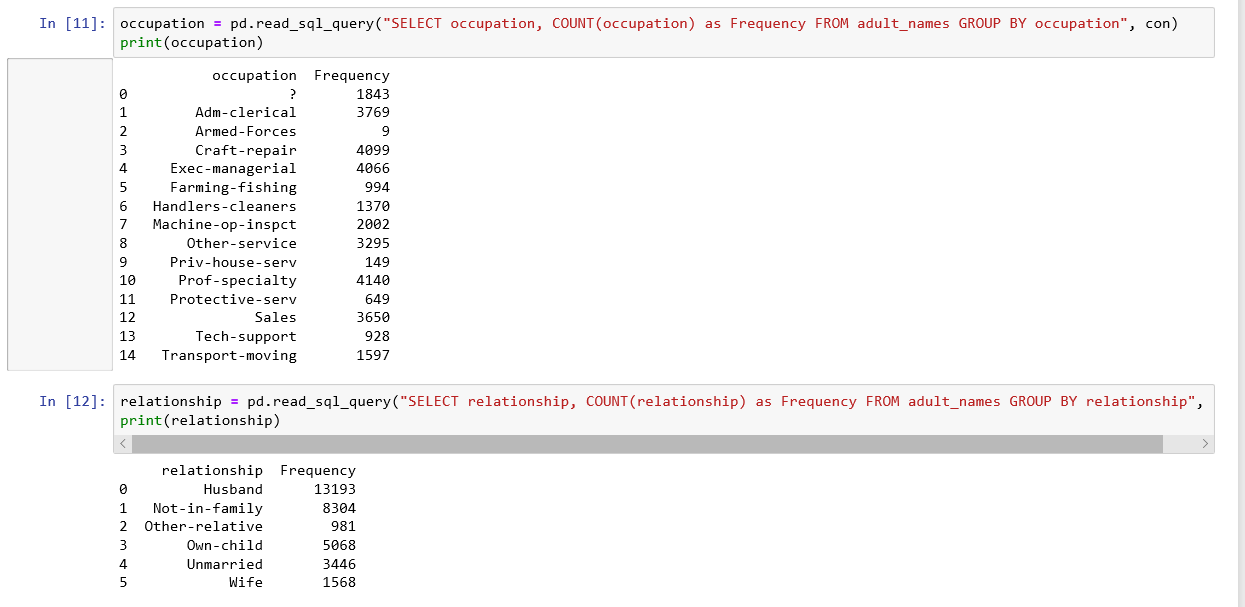 In [11]: occupation = pd.read_sql_query("SELECT occupation, COUNT(occupation) as Frequency FROM adult_names GROUP BY occupation", con)
print(occupation)
occupation Frequency
0 ? 1843
1 Adm-clerical 3769
2 Armed-Forces 9
3 Craft-repair 4099
4 Exec-managerial 4066
5 Farming-fishing 994
6 Handlers-cleaners 1370
7 Machine-op-inspct 2002
8 Other-service 3295
9 Priv-house-serv 149
10 Prof-specialty 4140
11 Protective-serv 649
12 Sales 3650
13 Tech-support 928
14 Transport-moving 1597
In [12]: relationship = pd.read_sql_query("SELECT relationship, COUNT(relationship) as Frequency FROM adult_names GROUP BY relationship",
print(relationship)
relationship Frequency
0 Husband 13193
1 Not-in-family 8304
2 Other-relative 981
3 Own-child 5068
4 Unmarried 3446
5 Wife 1568